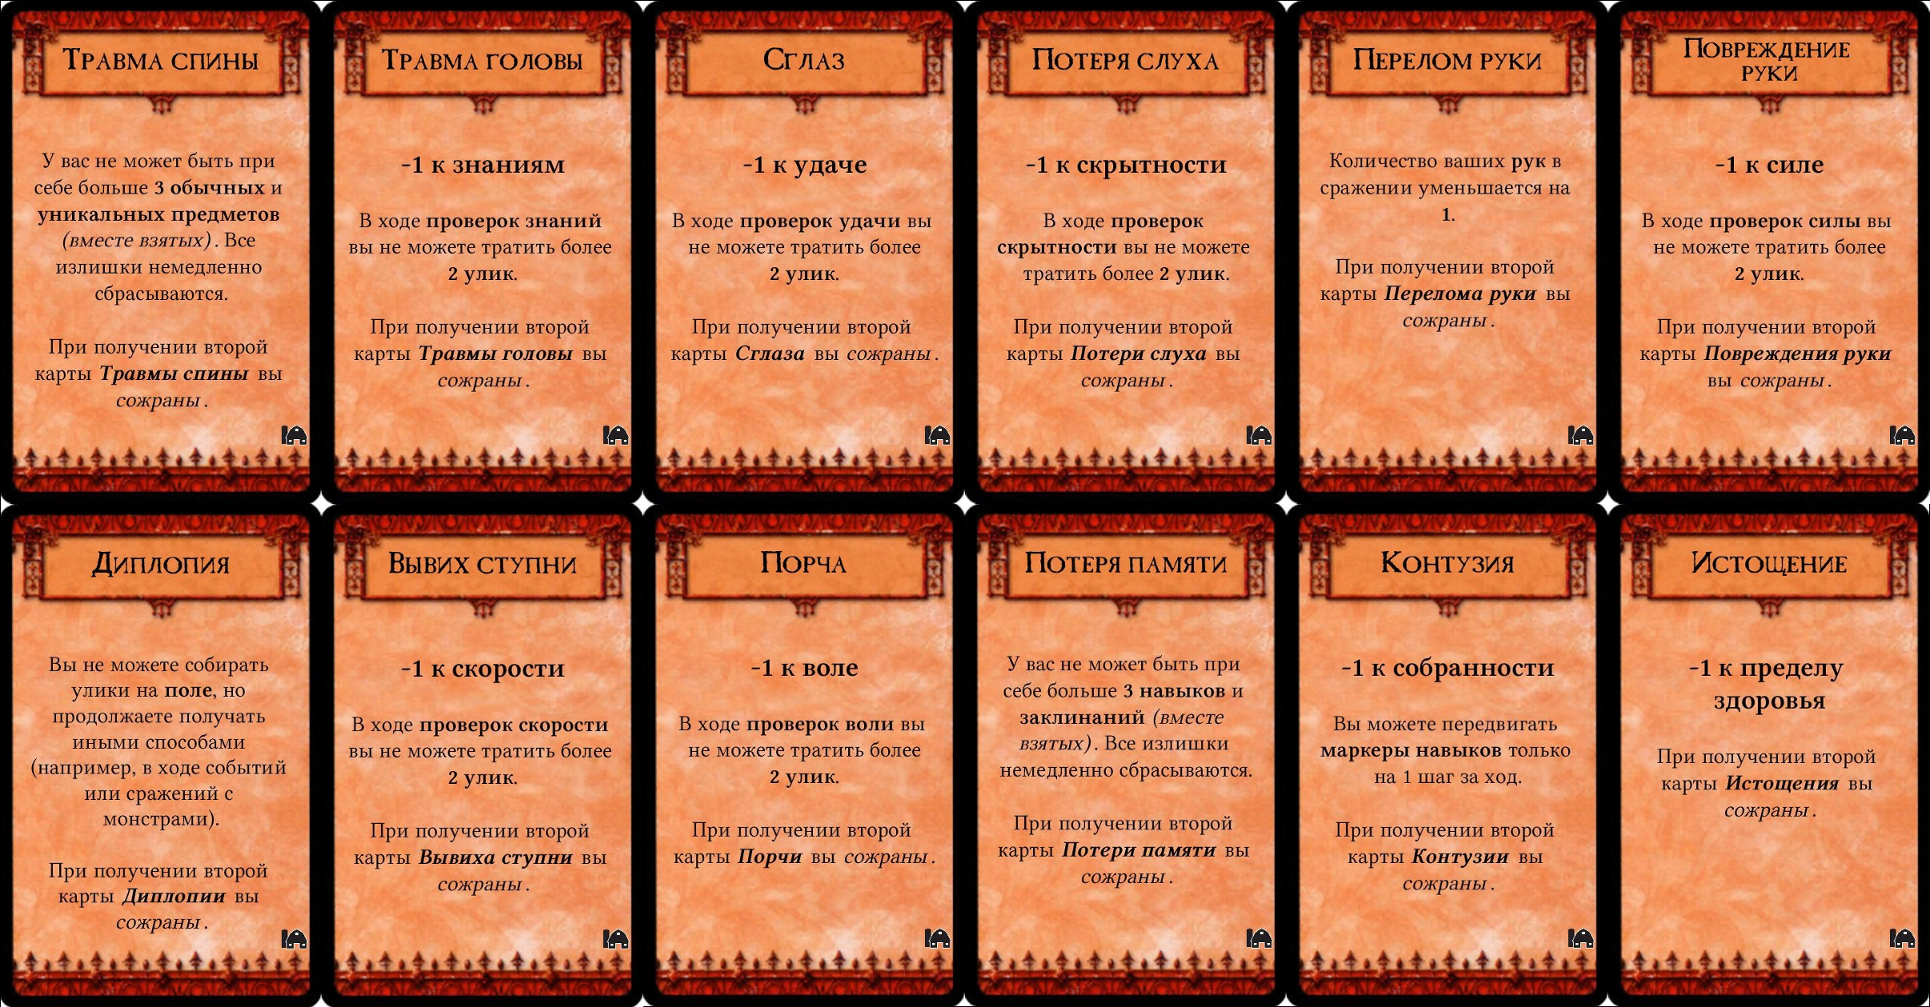 Травма спины
У вас не может быть при
себе больше 3 обычных и
уникальных предметов
(вместе взятых). Все
излишки немедленно
сбрасываются.
При получении второй
карты Травмы спины вы
сожраны.
Травма головы
-1 к знаниям
В ходе проверок знаний
вы не можете тратить более
2 улик.
При получении второй
карты Травмы головы вы
сожраны.
Сглаз
-1 к удаче
В ходе проверок удачи вы
не можете тратить более
2 улик.
При получении второй
карты Сглаза вы сожраны.
Потеря слуха
-1 к скрытности
В ходе проверок
скрытности вы не можете
тратить более 2 улик.
При получении второй
карты Потери слуха вы
сожраны.
Перелом руки
Количество ваших рук в
сражении уменьшается на
1.
При получении второй
карты Перелома руки вы
сожраны.
Повреждение
руки
-1 к силе
В ходе проверок силы вы
не можете тратить более
2 улик.
При получении второй
карты Повреждения руки
вы сожраны.
Диплопия
Вы не можете собирать
улики на поле, но
продолжаете получать
иными способами
(например, в ходе событий
или сражений с
монстрами).
При получении второй
карты Диплопии вы
сожраны.
Вывих ступни
-1 к скорости
В ходе проверок скорости
вы не можете тратить более
2 улик.
При получении второй
карты Вывиха ступни вы
сожраны.
Порча
-1 к воле
В ходе проверок воли вы
не можете тратить более
2 улик.
При получении второй
карты Порчи вы сожраны.
Потеря памяти
У вас не может быть при
себе больше 3 навыков и
заклинаний (вместе
взятых). Все излишки
немедленно сбрасываются.
При получении второй
карты Потери памяти вы
сожраны.
Контузия
-1 к собранности
Вы можете передвигать
маркеры навыков только
на 1 шаг за ход.
При получении второй
карты Контузии вы
сожраны.
Истощение
-1 к пределу
здоровья
При получении второй
карты Истощения вы
сожраны.